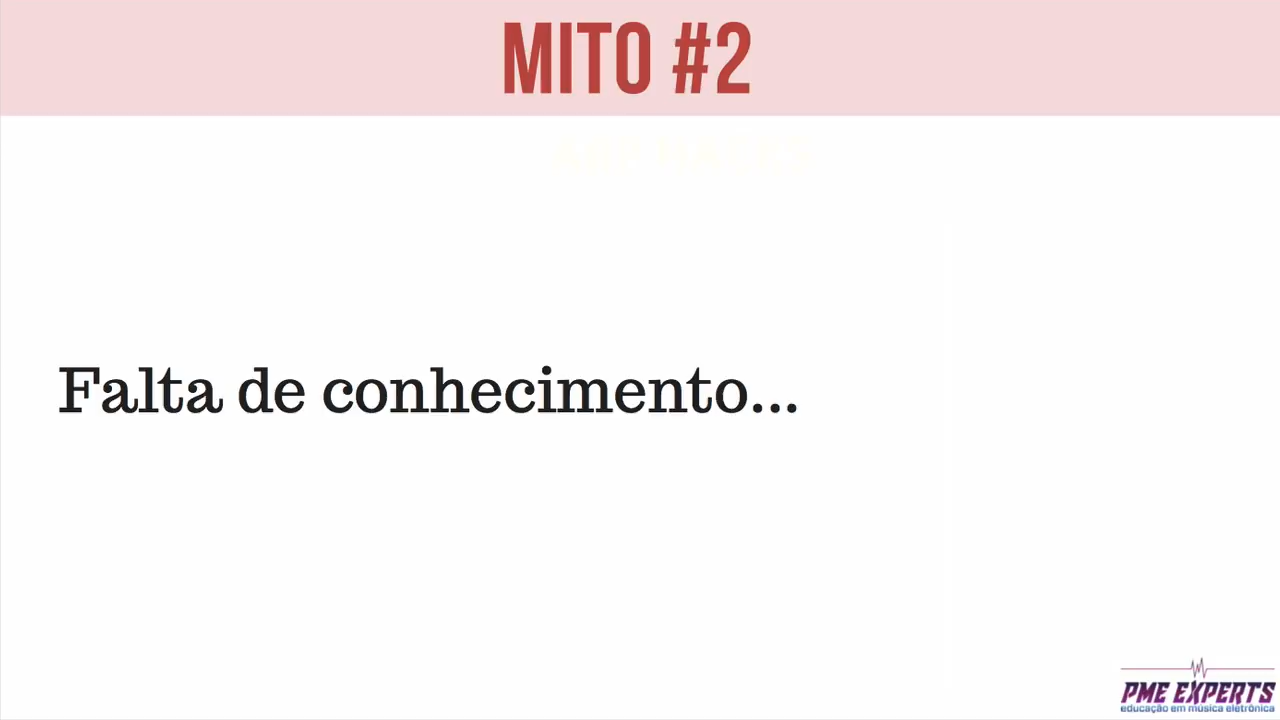 MITO #2
Falta de conhecimento...
PME EXPERTS
educação em música eletrônica